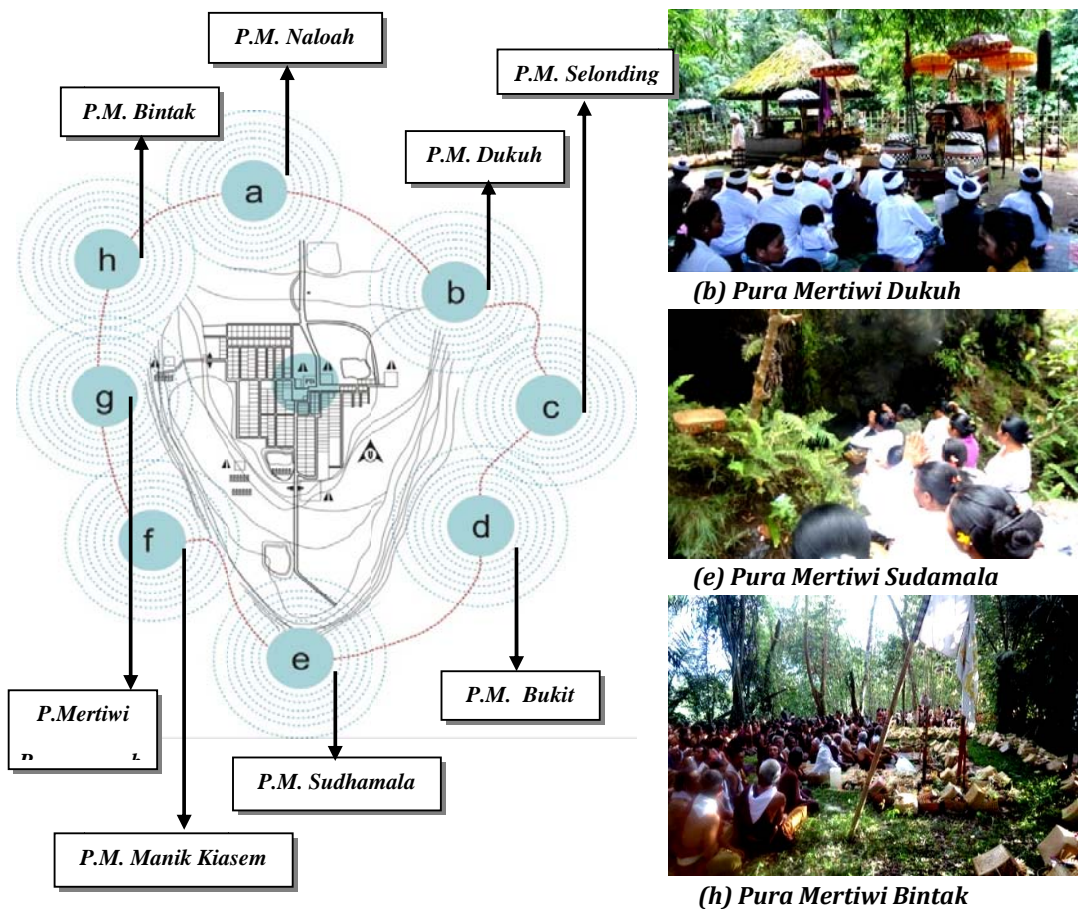 P.M. Naloah
P.M. Selonding
P.M. Bintak
P.M. Dukuh
a
h
b
g
c
f
d
e
U
P.M. Bukit
P.Mertiwi
P.M. Sudhamala
P.M. Manik Kiasem
(b) Pura Mertiwi Dukuh
(e) Pura Mertiwi Sudamala
(h) Pura Mertiwi Bintak